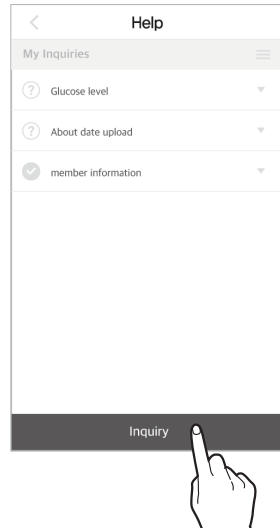 Help
My Inquiries
? Glucose level
? About date upload
member information
Inquiry